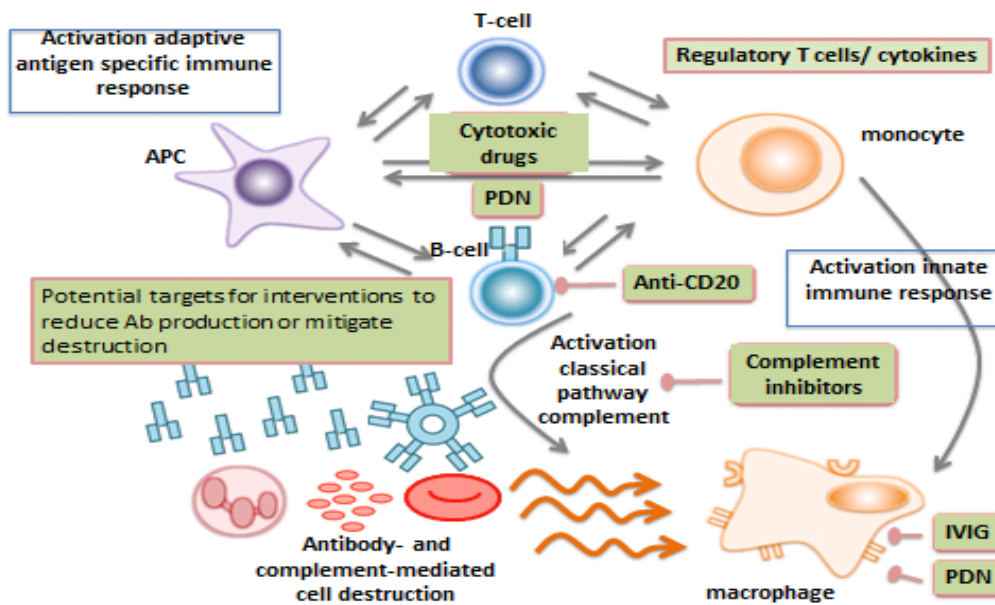 T-cell
Activation adaptive
antigen specific immune
response
Regulatory T cells/ cytokines
APC
Cytotoxic
drugs
monocyte
PDN
B-cell
Anti-CD20
Activation innate
immune response
Potential targets for interventions to
reduce Ab production or mitigate
destruction
Activation
classical
pathway
complement
Complement
inhibitors
Antibody- and
complement-mediated
cell destruction
macrophage
IVIG
PDN